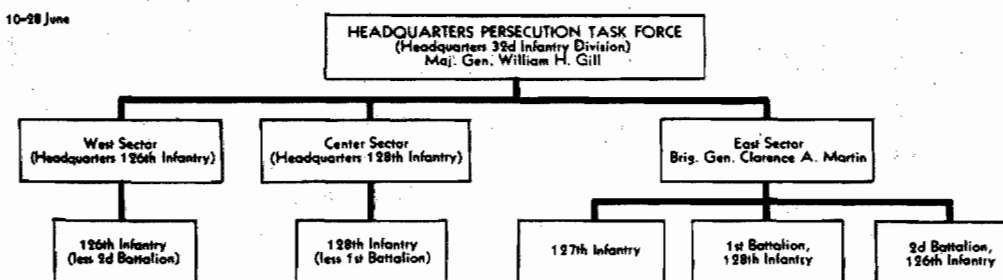 10-28 June
HEADQUARTERS PERSECUTION TASK FORCE
(Headquarters 32d Infantry Division)
Maj. Gen. William H. Gill
West Sector
(Headquarters 126th Infantry)
Center Sector
(Headquarters 128th Infantry)
East Sector
Brig. Gen. Clarence A. Martin
126th Infantry
(less 2d Battalion)
128th Infantry
(less 1st Battalion)
127th Infantry
1st Battalion,
128th Infantry
2d Battalion,
126th Infantry